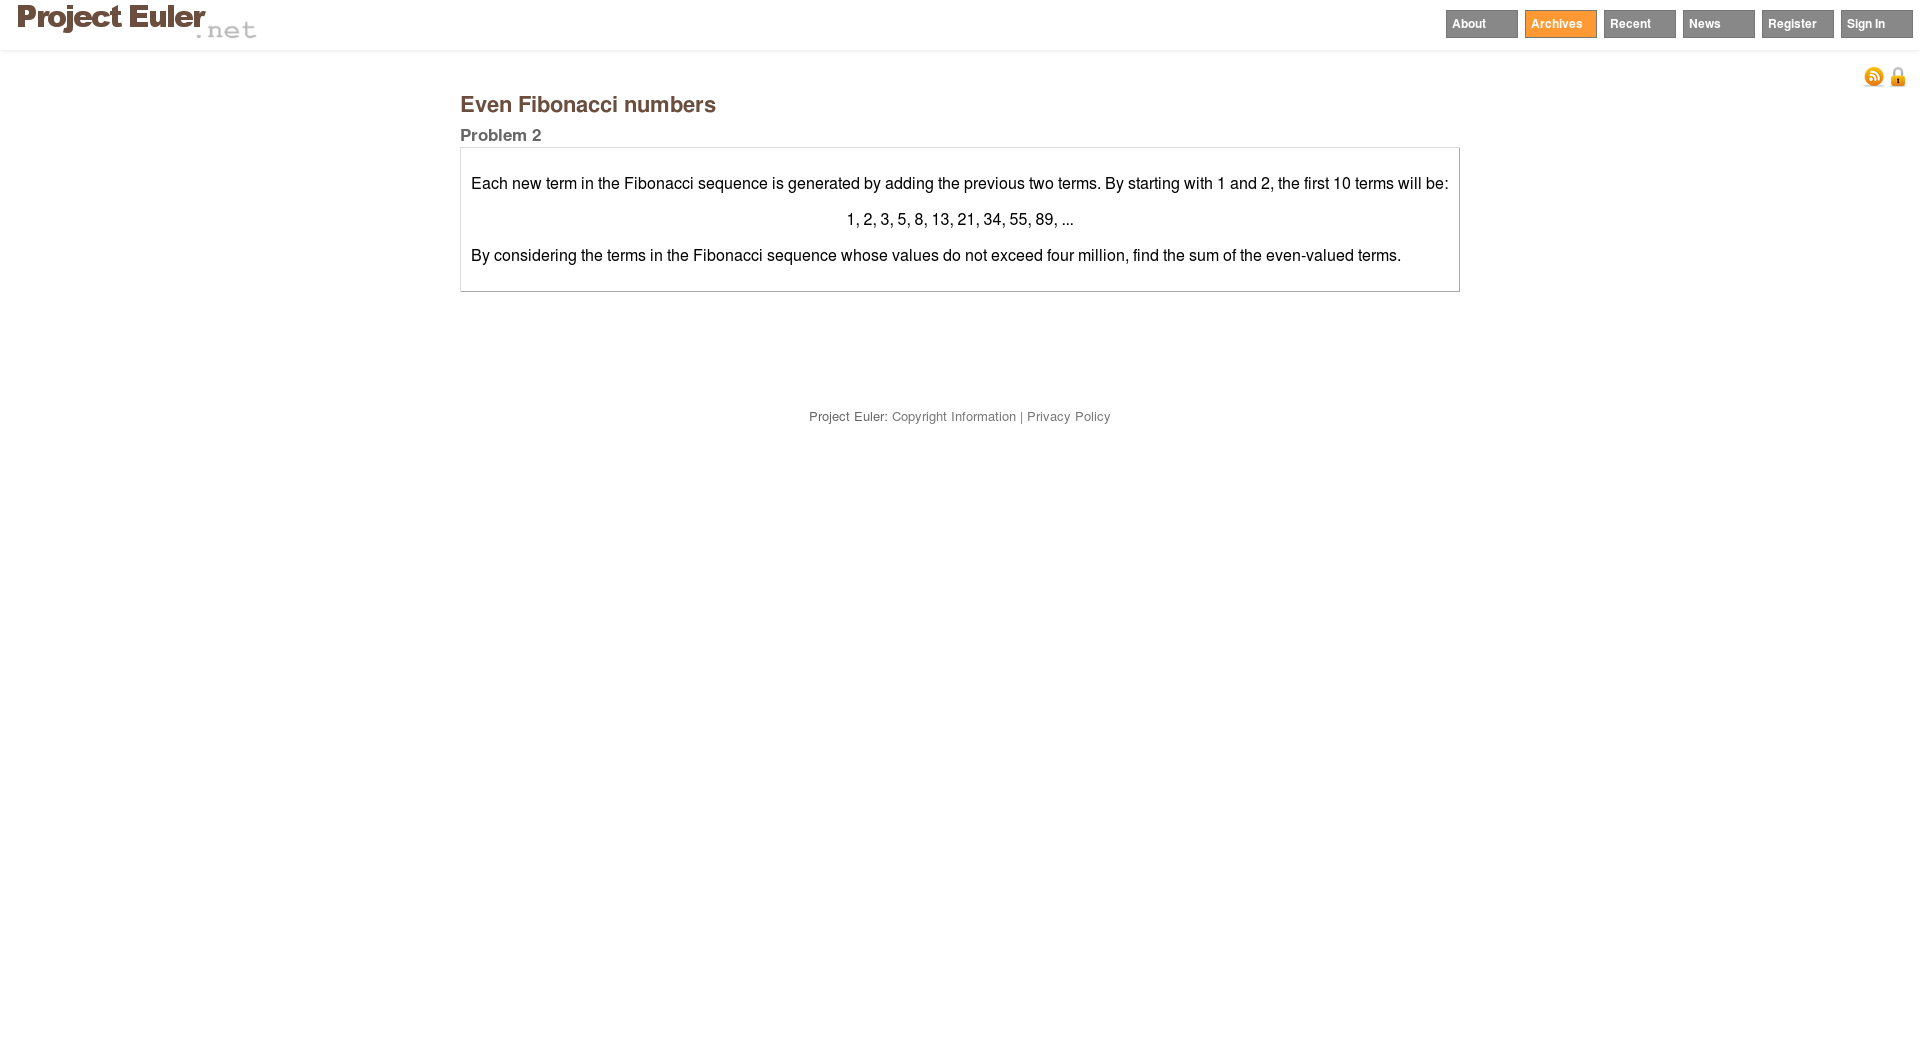 Project Euler.net
About Archives Recent News Register Sign In
Even Fibonacci numbers
Problem 2
Each new term in the Fibonacci sequence is generated by adding the previous two terms. By starting with 1 and 2, the first 10 terms will be:
1, 2, 3, 5, 8, 13, 21, 34, 55, 89, ...
By considering the terms in the Fibonacci sequence whose values do not exceed four million, find the sum of the even-valued terms.
Project Euler: Copyright Information | Privacy Policy